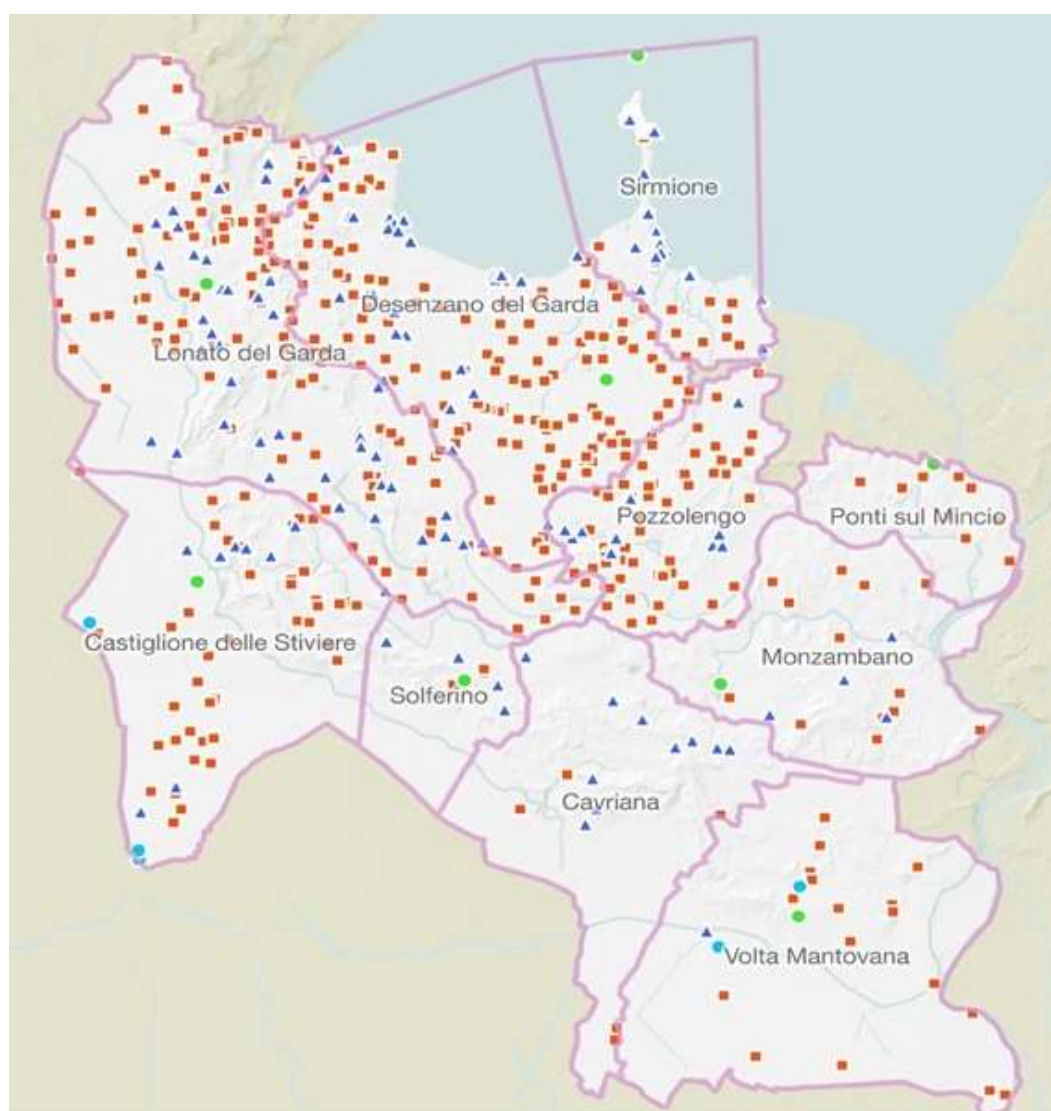 Sirmione
Desenzano del Garda
Lonato del Garda
Pozzolengo
Ponti sul Mincio
Castiglione delle Stiviere
Monzambano
Solferino
Cavriana
Volta Mantovana